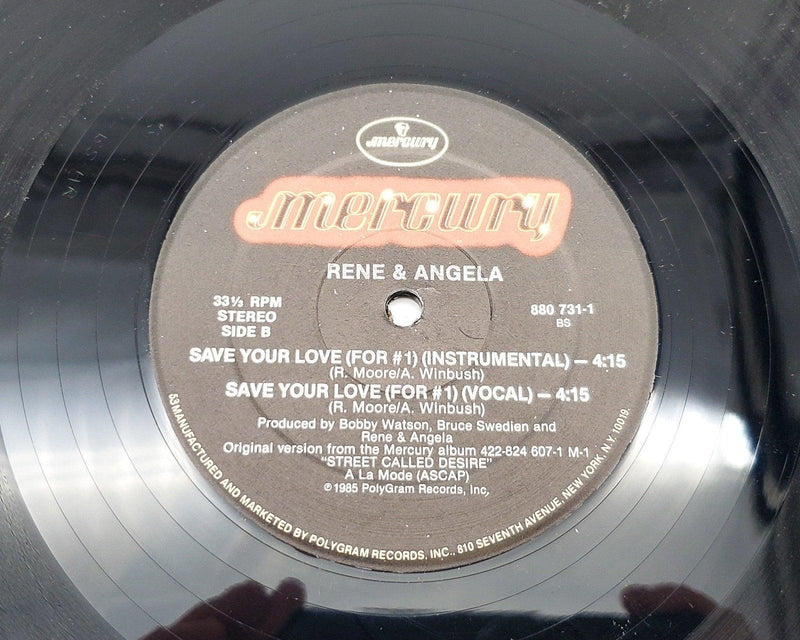 mercury
mercury
RENE & ANGELA
33⅓ RPM
STEREO
SIDE B
880 731-1
BS
SAVE YOUR LOVE (FOR #1) (INSTRUMENTAL) — 4:15
(R. Moore/A. Winbush)
SAVE YOUR LOVE (FOR #1) (VOCAL) — 4:15
(R. Moore/A. Winbush)
Produced by Bobby Watson, Bruce Swedien and
Rene & Angela
Original version from the Mercury album 422-824 607-1 M-1
"STREET CALLED DESIRE"
A La Mode (ASCAP)
℗ 1985 PolyGram Records, Inc.
53 MANUFACTURED AND MARKETED BY POLYGRAM RECORDS, INC., 810 SEVENTH AVENUE, NEW YORK, N.Y. 10019.